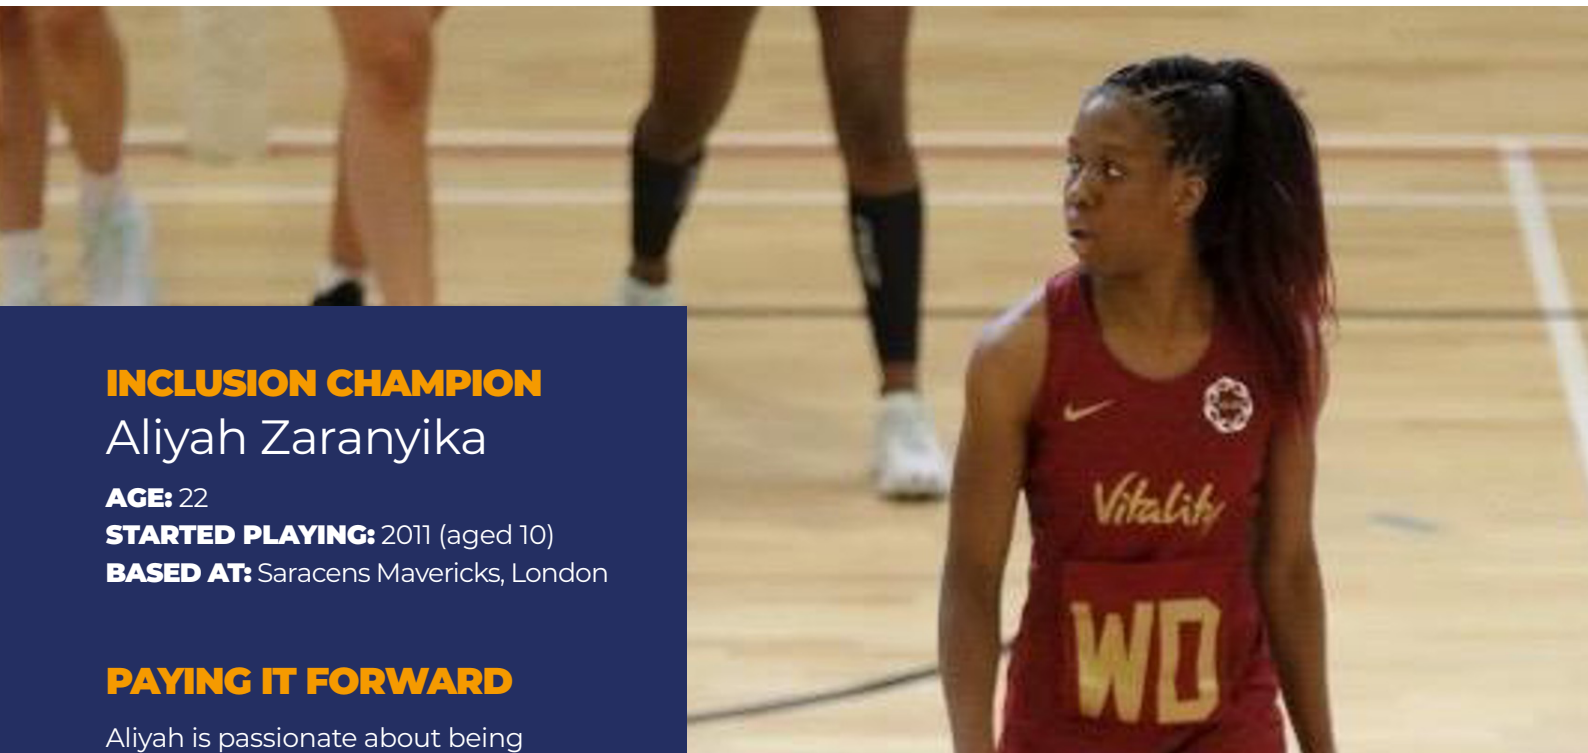 INCLUSION CHAMPION
Aliyah Zaranyika
AGE: 22
STARTED PLAYING: 2011 (aged 10)
BASED AT: Saracens Mavericks, London
PAYING IT FORWARD
Aliyah is passionate about being
Vitality
WD